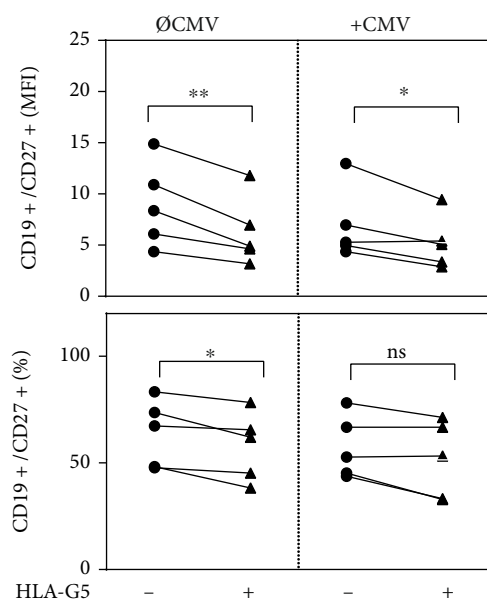 ØCMV +CMV
25
20
15
10
5
0
CD19 + /CD27 + (MFI)
** *
100
50
0
CD19 + /CD27 + (%)
* ns
HLA-G5 – + – +